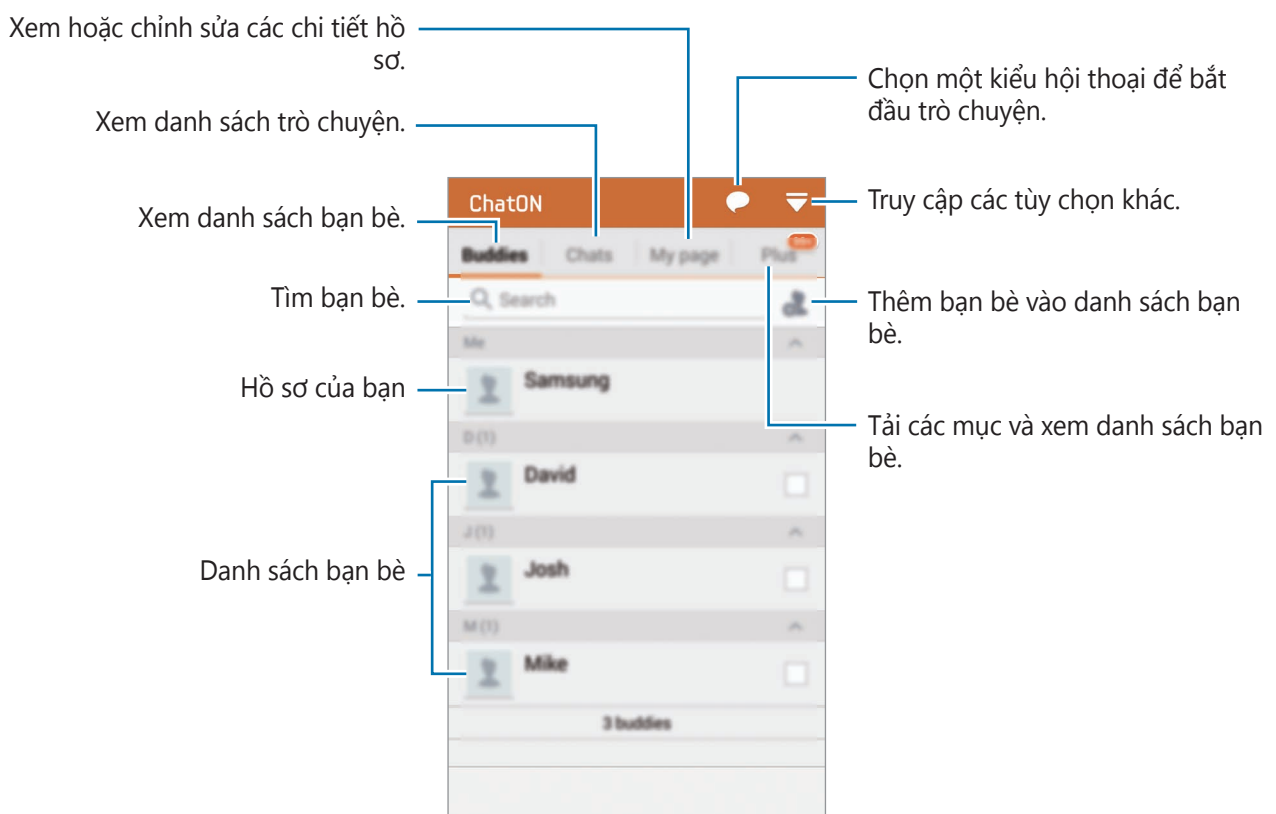 Xem hoặc chỉnh sửa các chi tiết hồ
sơ.
Xem danh sách trò chuyện.
Xem danh sách bạn bè.
Tìm bạn bè.
Hồ sơ của bạn
Danh sách bạn bè
Chọn một kiểu hội thoại để bắt
đầu trò chuyện.
Truy cập các tùy chọn khác.
Thêm bạn bè vào danh sách bạn
bè.
Tải các mục và xem danh sách bạn
bè.
ChatON
Buddies Chats My page Plus
Search
Me
Samsung
D (1)
David
J (1)
Josh
M (1)
Mike
3 buddies